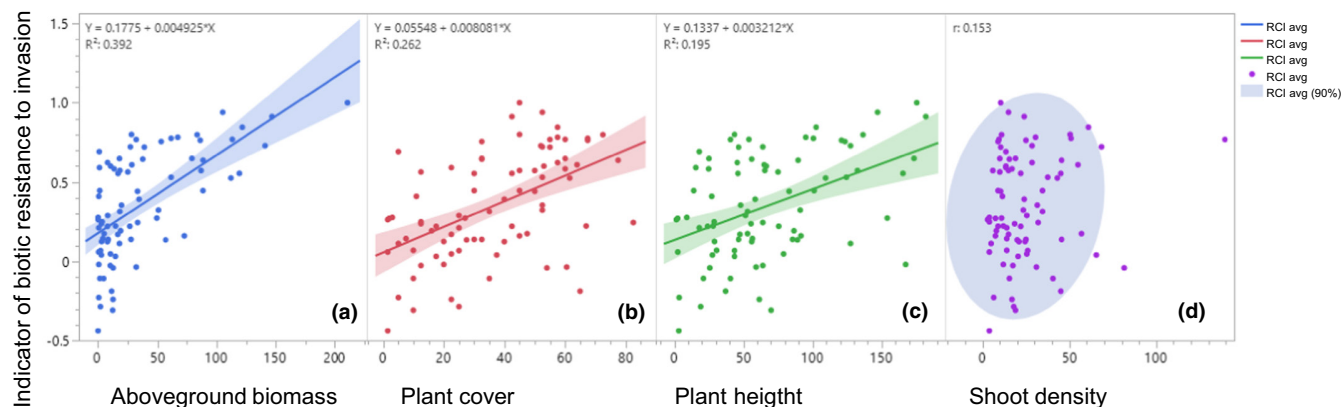 Indicator of biotic resistance to invasion
1.5
1.0
0.5
0
-0.5
Y = 0.1775 + 0.004925*X
R²: 0.392
(a)
0 50 100 150 200
Aboveground biomass
Y = 0.05548 + 0.008081*X
R²: 0.262
(b)
0 20 40 60 80
Plant cover
Y = 0.1337 + 0.003212*X
R²: 0.195
(c)
0 50 100 150
Plant heigtht
r: 0.153
(d)
0 50 100
Shoot density
RCI avg
RCI avg
RCI avg
RCI avg
RCI avg (90%)